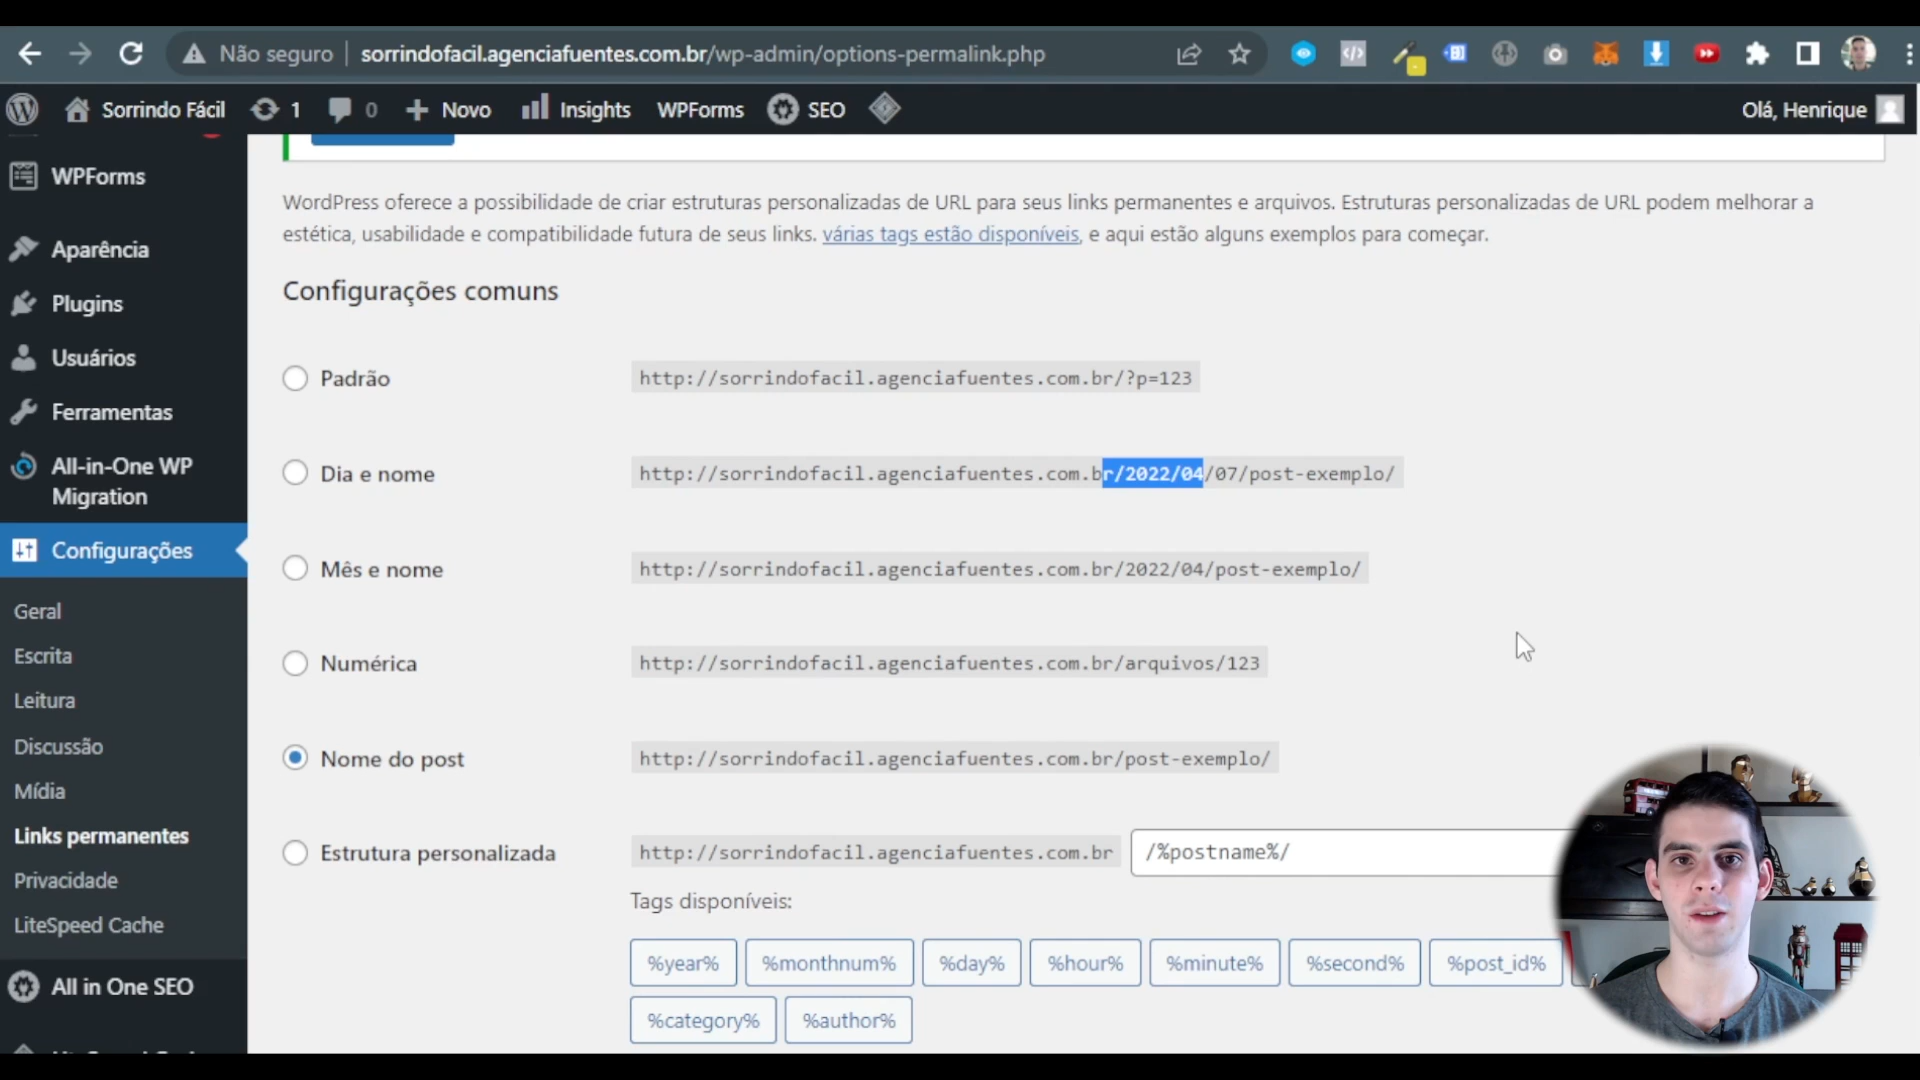 Não seguro | sorrindofacil.agenciafuentes.com.br/wp-admin/options-permalink.php
Sorrindo Fácil 1 0 + Novo Insights WPForms SEO Olá, Henrique
WPForms
Aparência
Plugins
Usuários
Ferramentas
All-in-One WP
Migration
Configurações
Geral
Escrita
Leitura
Discussão
Mídia
Links permanentes
Privacidade
LiteSpeed Cache
All in One SEO
WordPress oferece a possibilidade de criar estruturas personalizadas de URL para seus links permanentes e arquivos. Estruturas personalizadas de URL podem melhorar a
estética, usabilidade e compatibilidade futura de seus links. várias tags estão disponíveis, e aqui estão alguns exemplos para começar.
Configurações comuns
Padrão http://sorrindofacil.agenciafuentes.com.br/?p=123
Dia e nome http://sorrindofacil.agenciafuentes.com.br/2022/04/07/post-exemplo/
Mês e nome http://sorrindofacil.agenciafuentes.com.br/2022/04/post-exemplo/
Numérica http://sorrindofacil.agenciafuentes.com.br/arquivos/123
Nome do post http://sorrindofacil.agenciafuentes.com.br/post-exemplo/
Estrutura personalizada http://sorrindofacil.agenciafuentes.com.br /%postname%/
Tags disponíveis:
%year% %monthnum% %day% %hour% %minute% %second% %post_id%
%category% %author%